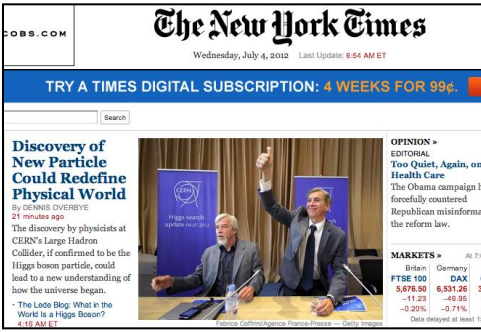 COBS.COM
The New York Times
Wednesday, July 4, 2012 Last Update: 6:54 AM ET
TRY A TIMES DIGITAL SUBSCRIPTION: 4 WEEKS FOR 99¢.
Search
Discovery of
New Particle
Could Redefine
Physical World
By DENNIS OVERBYE
21 minutes ago
The discovery by physicists at
CERN's Large Hadron
Collider, if confirmed to be the
Higgs boson particle, could
lead to a new understanding of
how the universe began.
• The Lede Blog: What in the
World Is a Higgs Boson?
4:16 AM ET
CERN
Higgs search
update 04.07.2012
Fabrice Coffrini/Agence France-Presse — Getty Images
OPINION »
EDITORIAL
Too Quiet, Again, on
Health Care
The Obama campaign h
forcefully countered
Republican misinforma
the reform law.
MARKETS » At 7:
Britain Germany
FTSE 100 DAX
5,676.50 6,531.26 3
−11.23 −46.95
−0.20% −0.71%
Data delayed at least 1